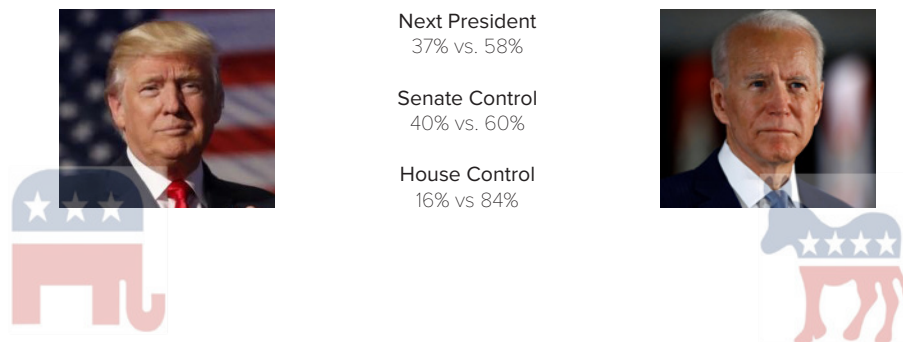 Next President
37% vs. 58%
Senate Control
40% vs. 60%
House Control
16% vs 84%